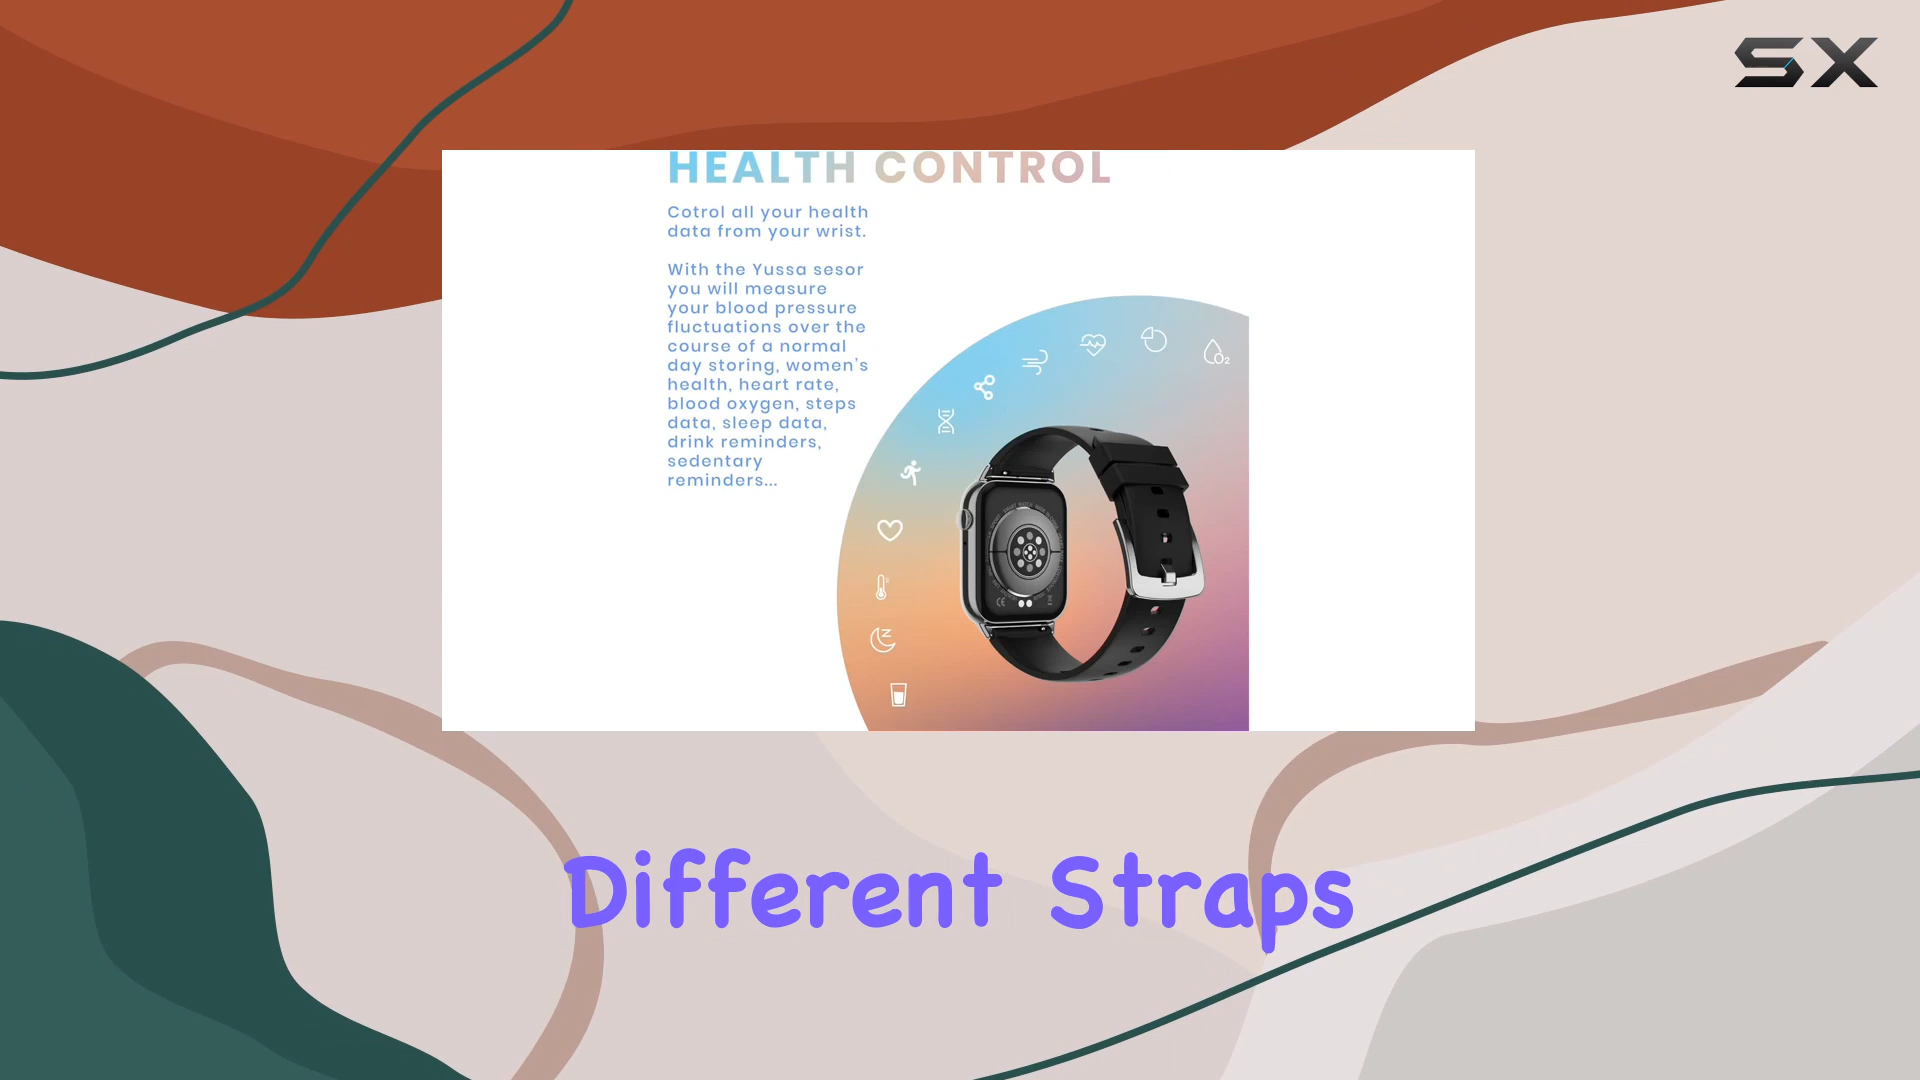 SX
HEALTH CONTROL
Cotrol all your health
data from your wrist.
With the Yussa sesor
you will measure
your blood pressure
fluctuations over the
course of a normal
day storing, women's
health, heart rate,
blood oxygen, steps
data, sleep data,
drink reminders,
sedentary
reminders...
O2
Z
CE
Different Straps